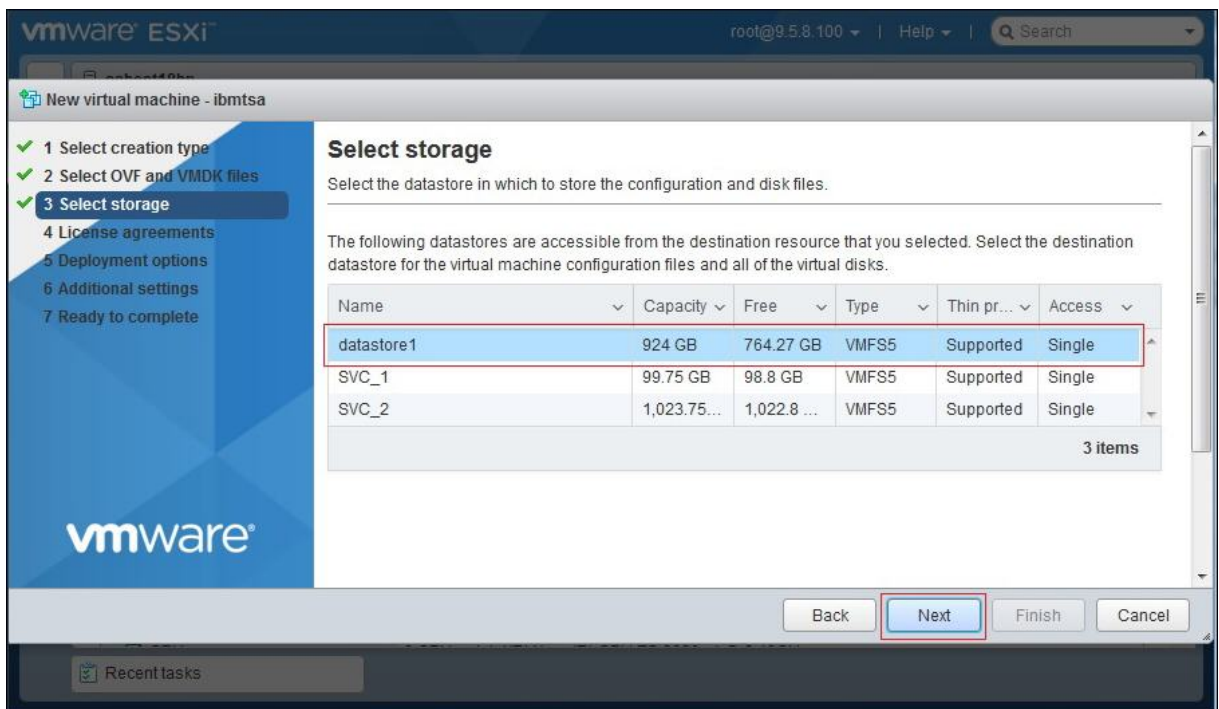 vmware® ESXi™
root@9.5.8.100 | Help | Search
New virtual machine - ibmtsa
1 Select creation type
2 Select OVF and VMDK files
3 Select storage
4 License agreements
5 Deployment options
6 Additional settings
7 Ready to complete
vmware®
Select storage
Select the datastore in which to store the configuration and disk files.
The following datastores are accessible from the destination resource that you selected. Select the destination
datastore for the virtual machine configuration files and all of the virtual disks.
Name Capacity Free Type Thin pr... Access
datastore1 924 GB 764.27 GB VMFS5 Supported Single
SVC_1 99.75 GB 98.8 GB VMFS5 Supported Single
SVC_2 1,023.75... 1,022.8 ... VMFS5 Supported Single
3 items
Back Next Finish Cancel
Recent tasks